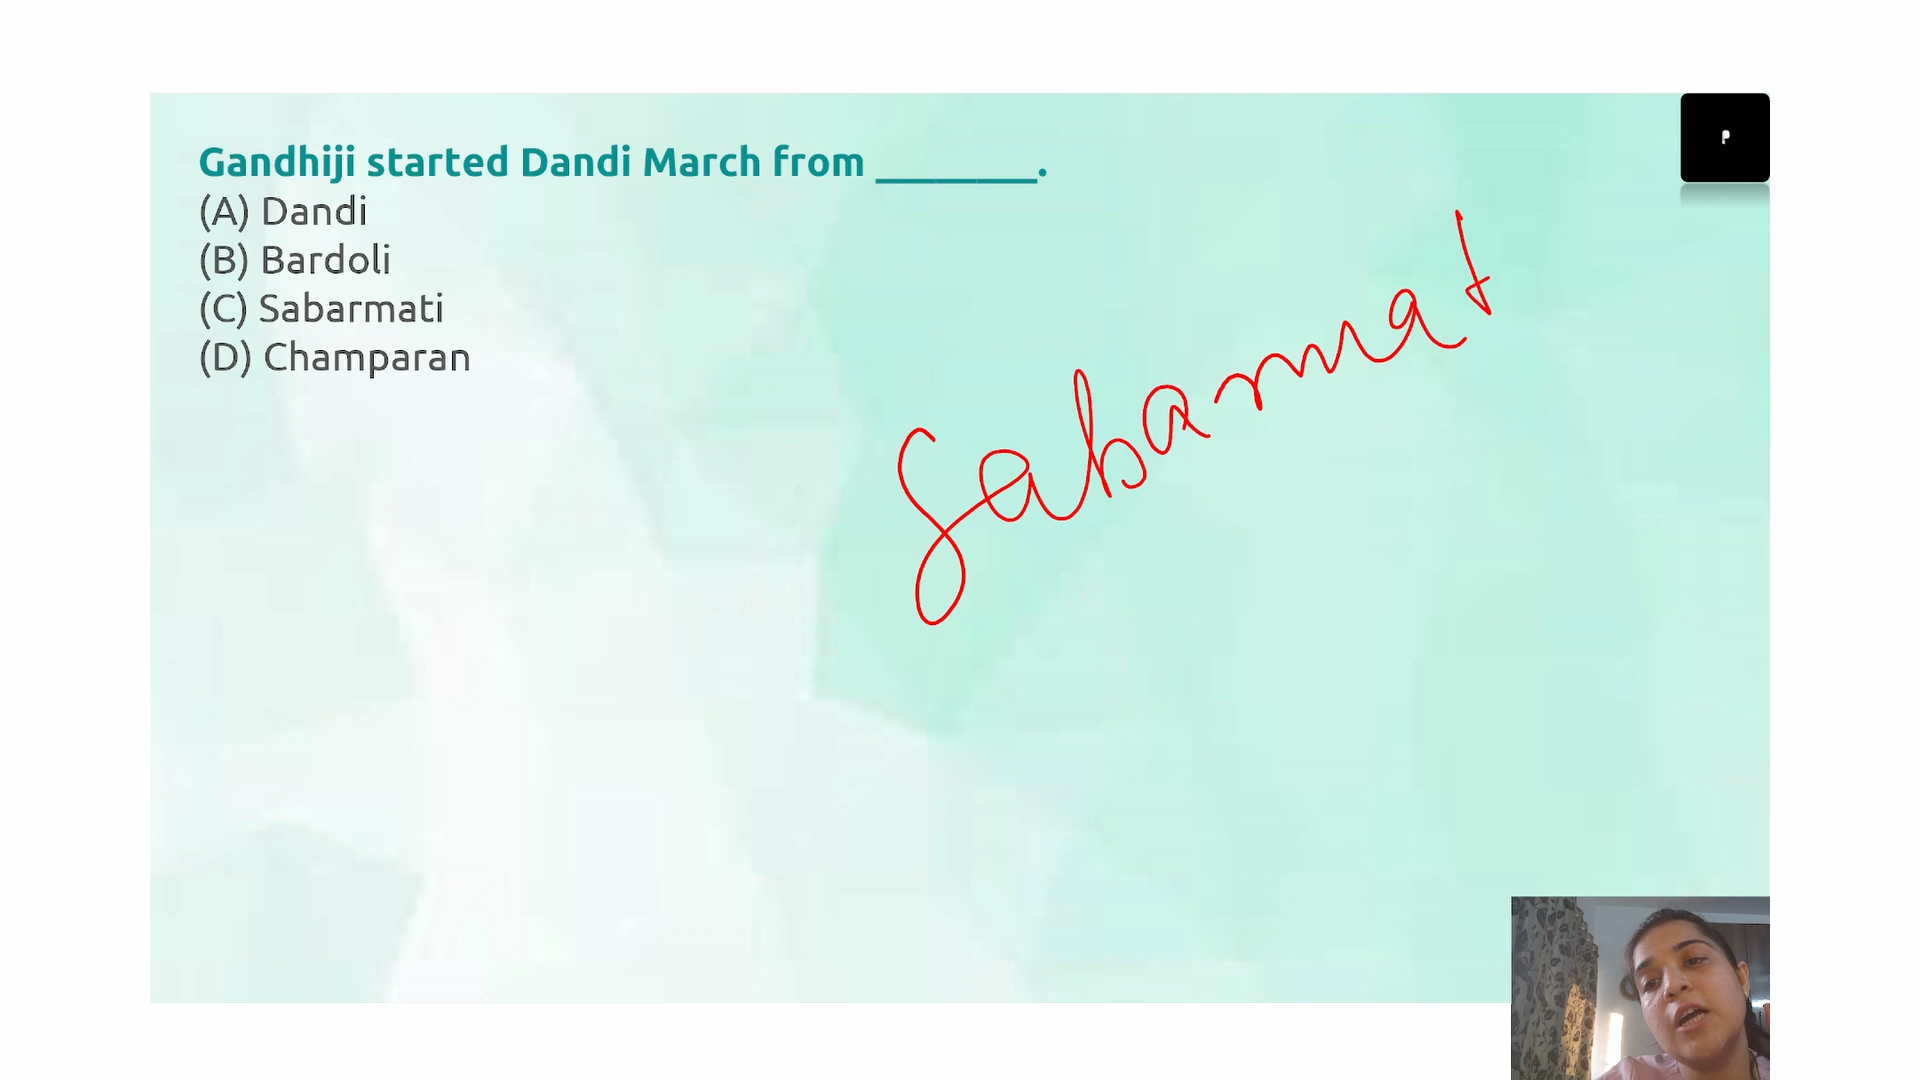 Gandhiji started Dandi March from ________.
(A) Dandi
(B) Bardoli
(C) Sabarmati
(D) Champaran
P
Sabarmat